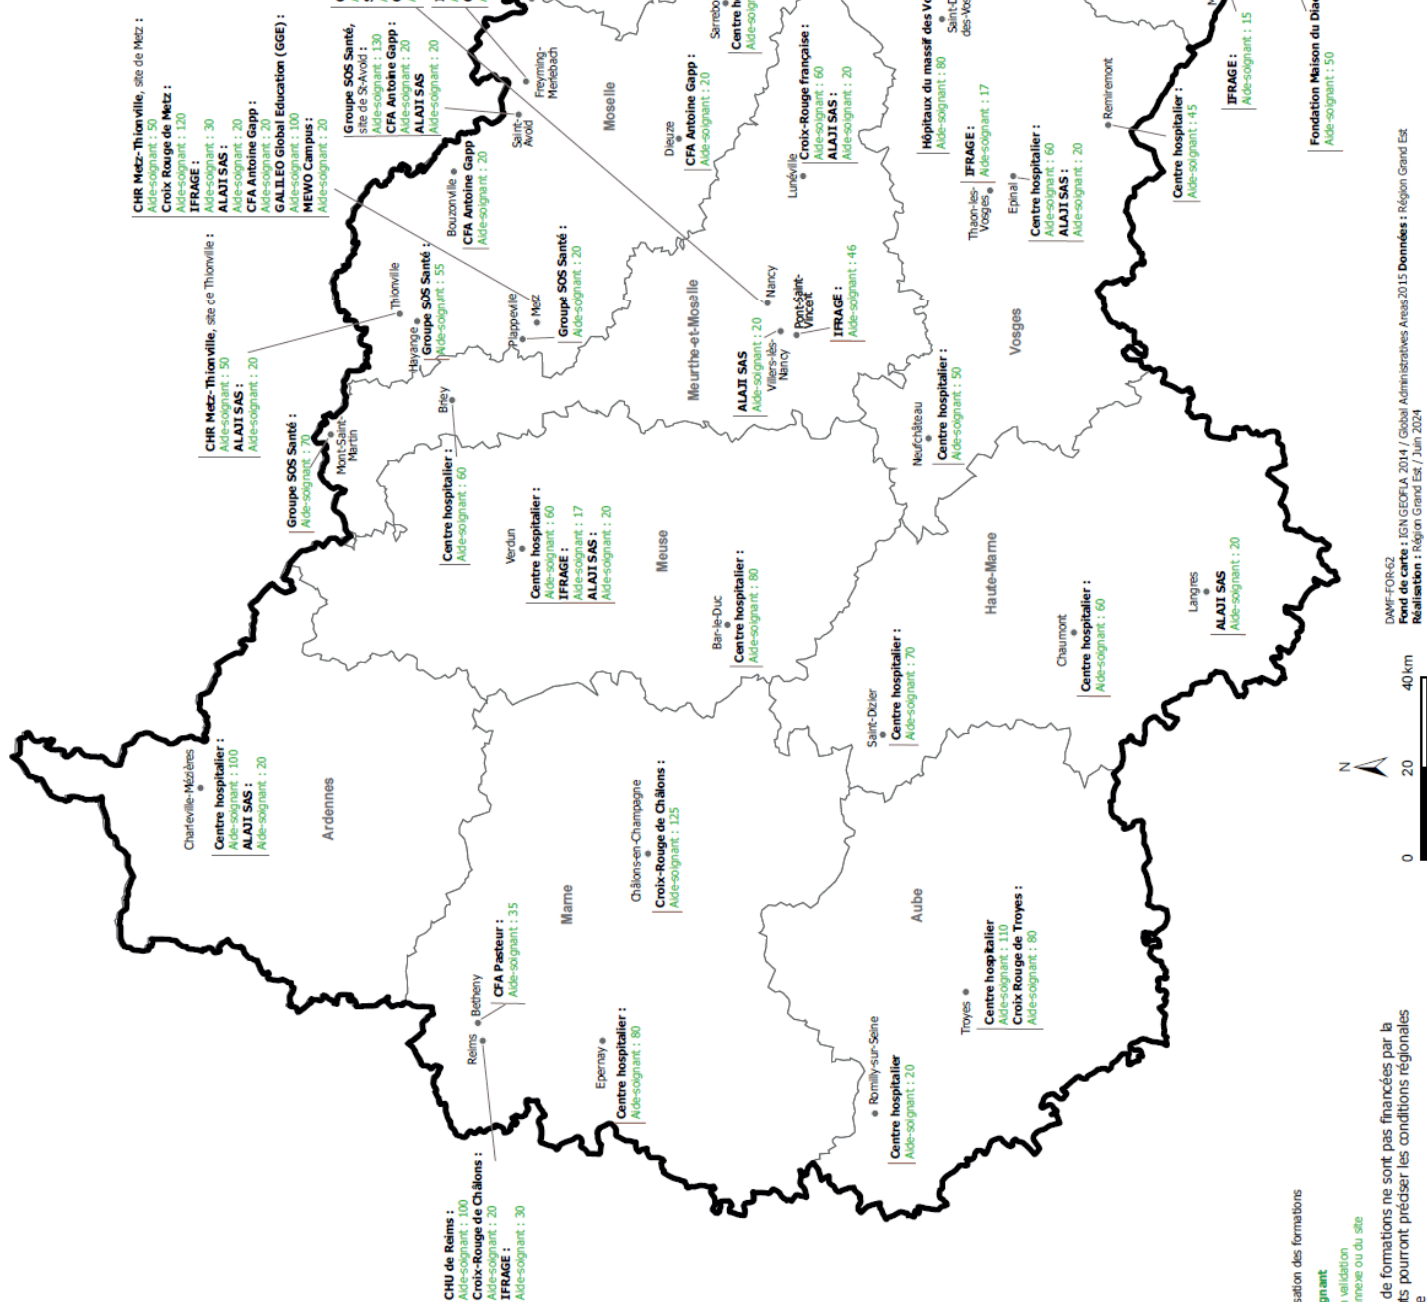 CHR Metz-Thionville, site de Metz :
Aide-soignant : 50
Croix Rouge de Metz :
Aide-soignant : 120
IFRAGE :
Aide-soignant : 30
ALAJI SAS :
Aide-soignant : 20
CFA Antoine Gapp :
Aide-soignant : 20
GALILEO Global Education (GGE) :
Aide-soignant : 100
MEWO Campus :
Aide-soignant : 20
Groupe SOS Santé,
site de St-Avold :
Aide-soignant : 130
CFA Antoine Gapp :
Aide-soignant : 20
ALAJI SAS
Aide-soignant : 20
Saint-
Avold
Freyming-
Merlebach
Moselle
CHR Metz-Thionville, site de Thionville :
Aide-soignant : 50
ALAJI SAS :
Aide-soignant : 20
Thionville
Hayange
Groupe SOS Santé :
Aide-soignant : 55
Bouzonville
CFA Antoine Gapp
Aide-soignant : 20
Plappeville
Metz
Groupe SOS Santé :
Aide-soignant : 20
Dieuze
CFA Antoine Gapp :
Aide-soignant : 20
Centre
Groupe SOS Santé :
Aide-soignant : 70
Mont-Saint-
Martin
Briey
Centre hospitalier :
Aide-soignant : 60
Meurthe-et-Moselle
Nancy
ALAJI SAS
Aide-soignant : 20
Villers-lès-
Nancy
Pont-Saint-
Vincent
IFRAGE :
Aide-soignant : 46
Lunéville
Croix-Rouge française :
Aide-soignant : 60
ALAJI SAS :
Aide-soignant : 20
Verdun
Centre hospitalier :
Aide-soignant : 60
IFRAGE :
Aide-soignant : 17
ALAJI SAS :
Aide-soignant : 20
Meuse
Bar-le-Duc
Centre hospitalier :
Aide-soignant : 80
Hôpitaux du massif des
Aide-soignant : 80
des-Vos
Thaon-les-
Vosges
IFRAGE :
Aide-soignant : 17
Epinal
Centre hospitalier :
Aide-soignant : 60
ALAJI SAS :
Aide-soignant : 20
Remiremont
Centre hospitalier :
Aide-soignant : 45
Vosges
Neufchâteau
Centre hospitalier :
Aide-soignant : 50
IFRAGE :
Aide-soignant : 15
Fondation Maison du Diac
Aide-soignant : 50
Charleville-Mézières
Centre hospitalier :
Aide-soignant : 100
ALAJI SAS :
Aide-soignant : 20
Ardennes
Reims
Betheny
CFA Pasteur :
Aide-soignant : 35
CHU de Reims :
Aide-soignant : 100
Croix-Rouge de Châlons :
Aide-soignant : 20
IFRAGE :
Aide-soignant : 30
Marne
Epernay
Centre hospitalier :
Aide-soignant : 80
Châlons-en-Champagne
Croix-Rouge de Châlons :
Aide-soignant : 125
Saint-Dizier
Centre hospitalier :
Aide-soignant : 70
Haute-Marne
Chaumont
Centre hospitalier :
Aide-soignant : 60
Langres
ALAJI SAS
Aide-soignant : 20
Aube
Romilly-sur-Seine
Centre hospitalier
Aide-soignant : 20
Troyes
Centre hospitalier
Aide-soignant : 110
Croix Rouge de Troyes :
Aide-soignant : 80
sation des formations
gnant
validation
nnexe ou du site
de formations ne sont pas financées par la
ts pourront préciser les conditions régionales
N
0 20 40 km
DAMF-FOR-62
Fond de carte : IGN GEOFLA 2014 / Global Administratives Areas2015 Données : Région Grand Est
Réalisation : Région Grand Est / Juin 2024